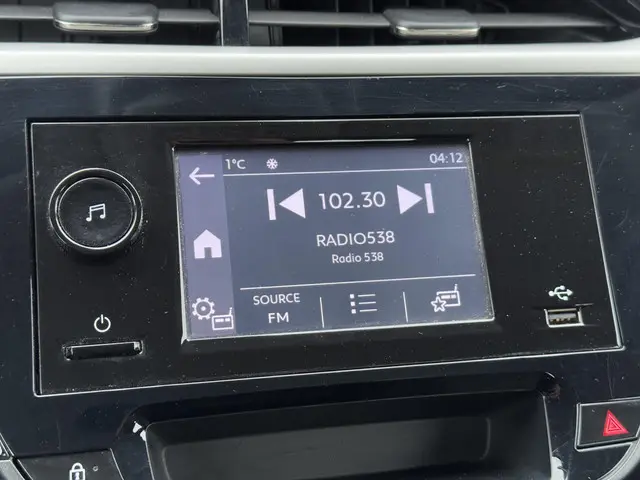 1°C
04:12
102.30
RADIO538
Radio 538
SOURCE
FM